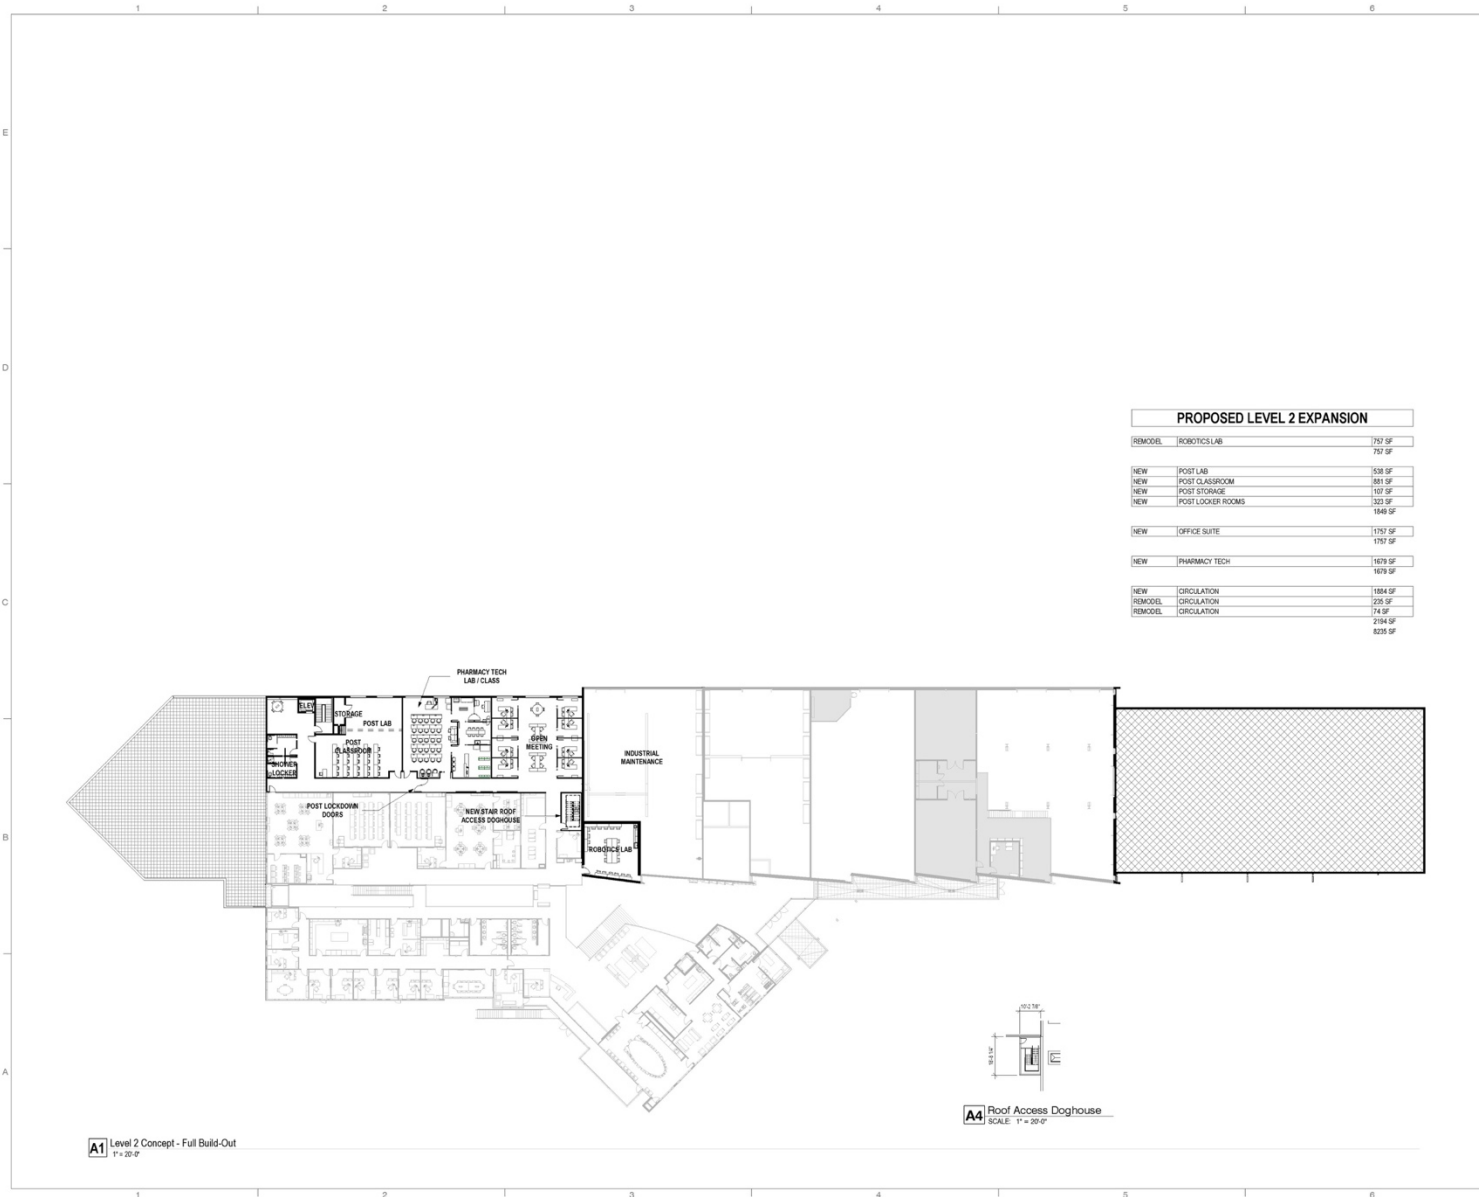 1 2 3 4 5 6
E
D
C
B
A
PROPOSED LEVEL 2 EXPANSION
REMODEL ROBOTICS LAB 757 SF
757 SF
NEW POST LAB 538 SF
NEW POST CLASSROOM 881 SF
NEW POST STORAGE 107 SF
NEW POST LOCKER ROOMS 323 SF
1849 SF
NEW OFFICE SUITE 1757 SF
1757 SF
NEW PHARMACY TECH 1679 SF
1679 SF
NEW CIRCULATION 1884 SF
REMODEL CIRCULATION 235 SF
REMODEL CIRCULATION 74 SF
2194 SF
8235 SF
PHARMACY TECH
LAB / CLASS
ELEV
STORAGE
POST LAB
POST
CLASSROOM
SHOWER
LOCKER
OPEN
MEETING
INDUSTRIAL
MAINTENANCE
POST LOCKDOWN
DOORS
NEW STAIR ROOF
ACCESS DOGHOUSE
ROBOTICS LAB
10'-2 7/8"
A4 Roof Access Doghouse
SCALE: 1" = 20'-0"
A1 Level 2 Concept - Full Build-Out
1" = 20'-0"
1 2 3 4 5 6